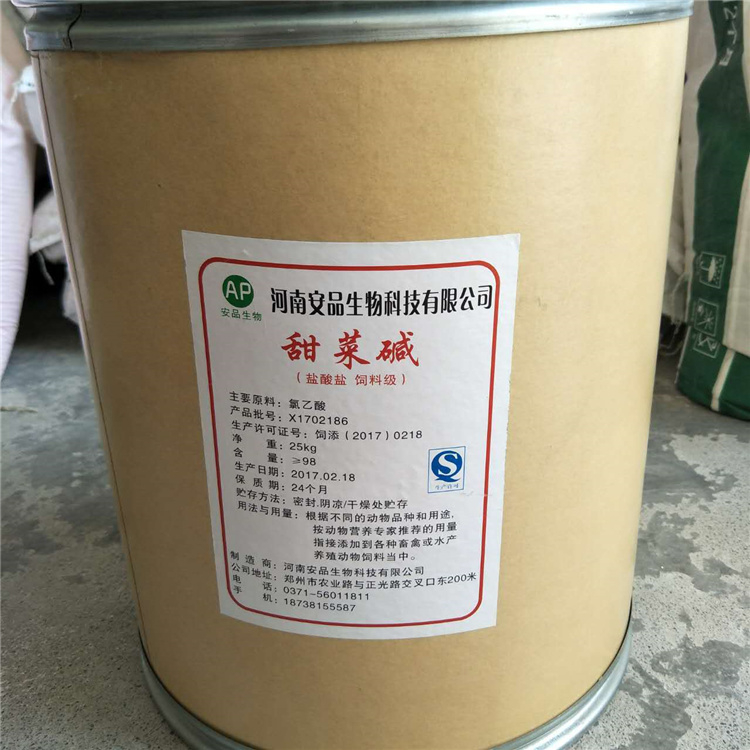 AP
安品生物
河南安品生物科技有限公司
甜菜碱
（盐酸盐 饲料级）
主要原料：氯乙酸
产品批号：X1702186
生产许可证号：饲添（2017）0218
净 重：25kg
含 量：≥98
生产日期：2017.02.18
保 质 期：24个月
贮存方法：密封.阴凉/干燥处贮存
用法与用量：根据不同的动物品种和用途,
按动物营养专家推荐的用量
指接添加到各种畜禽或水产
养殖动物饲料当中。
生产许可
制 造 商：河南安品生物科技有限公司
公司地址：郑州市农业路与正光路交叉口东200米
电 话：0371-56011811
手 机：18738155587